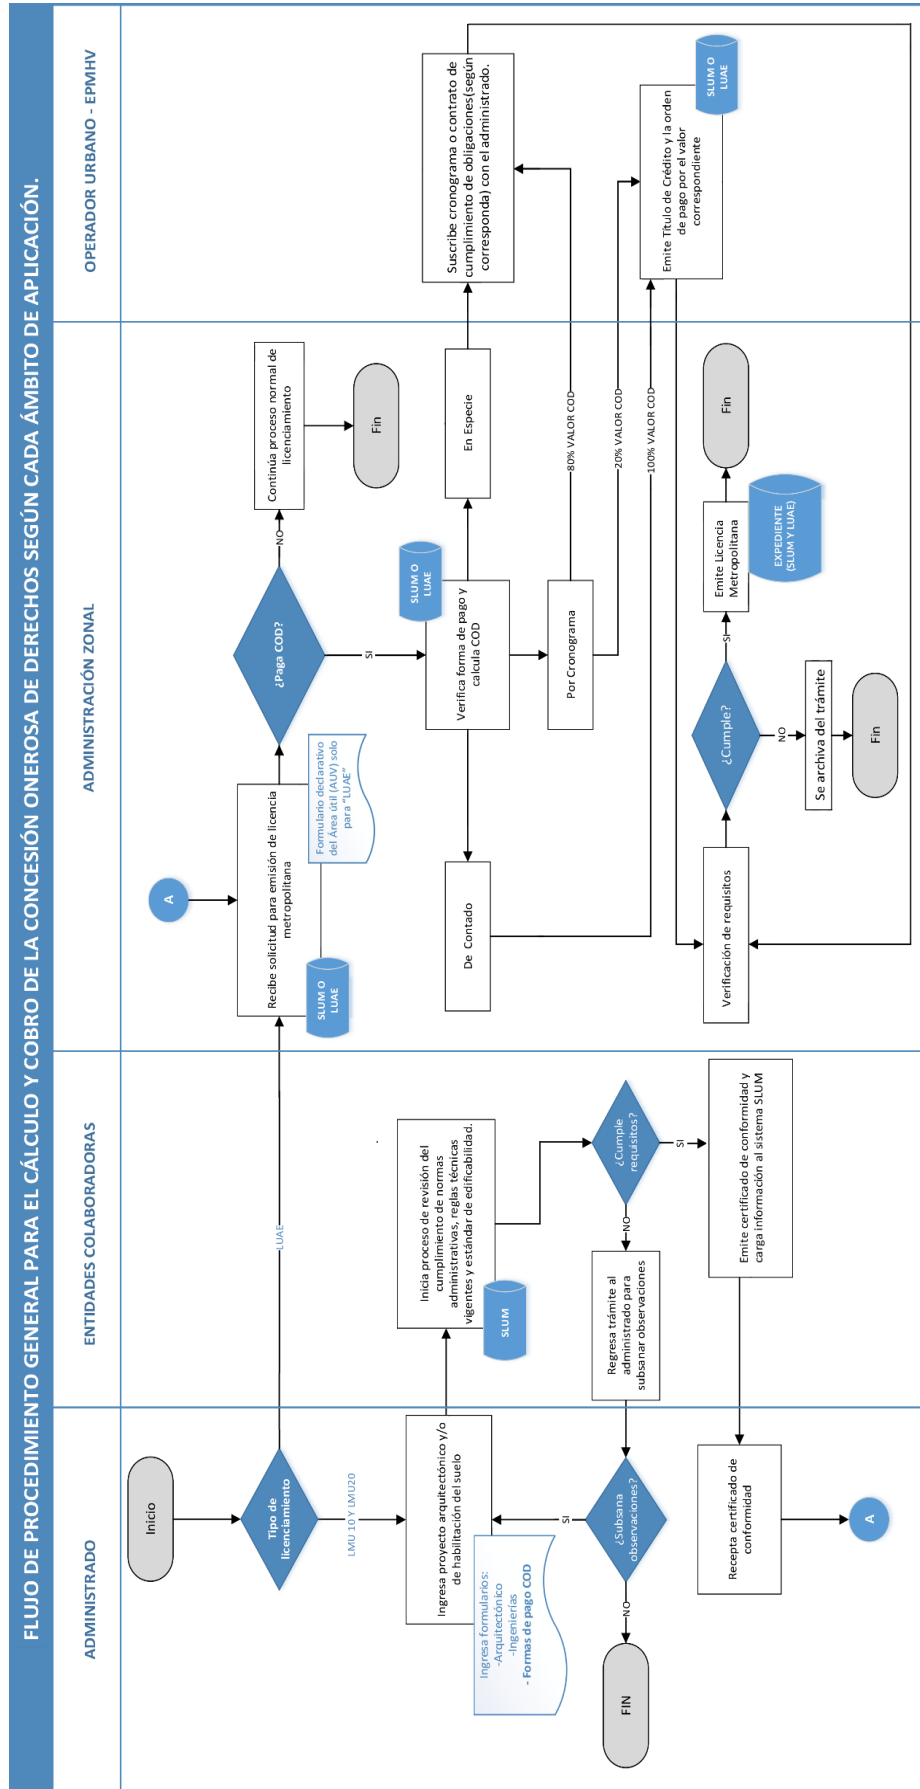 FLUJO DE PROCEDIMIENTO GENERAL PARA EL CÁLCULO Y COBRO DE LA CONCESIÓN ONEROSA DE DERECHOS SEGÚN CADA ÁMBITO DE APLICACIÓN.
ADMINISTRADO
ENTIDADES COLABORADORAS
ADMINISTRACIÓN ZONAL
OPERADOR URBANO - EPMHV
Inicio
Tipo de
licenciamiento
LUAE
LMU 10 Y LMU20
Ingresa proyecto arquitectónico y/o
de habilitación del suelo
Ingresa formularios:
-Arquitectónico
-Ingenierías
- Formas de pago COD
SI
¿Subsana
observaciones?
NO
FIN
Recepta certificado de
conformidad
A
Inicia proceso de revisión del
cumplimiento de normas
administrativas, reglas técnicas
vigentes y estándar de edificabilidad.
SLUM
¿Cumple
requisitos?
NO
Regresa trámite al
administrado para
subsanar observaciones
SI
Emite certificado de conformidad y
carga información al sistema SLUM
A
Recibe solicitud para emisión de licencia
metropolitana
SLUM O
LUAE
Formulario declarativo
del Área útil (AUV) solo
para “LUAE”
¿Paga COD?
NO
Continúa proceso normal de
licenciamiento
Fin
SI
Verifica forma de pago y
calcula COD
SLUM O
LUAE
En Especie
De Contado
Por Cronograma
80% VALOR COD
20% VALOR COD
100% VALOR COD
Suscribe cronograma o contrato de
cumplimiento de obligaciones(según
corresponda) con el administrado.
Emite Título de Crédito y la orden
de pago por el valor
correspondiente
SLUM O
LUAE
Verificación de requisitos
¿Cumple?
SI
Emite Licencia
Metropolitana
EXPEDIENTE
(SLUM Y LUAE)
Fin
NO
Se archiva del trámite
Fin